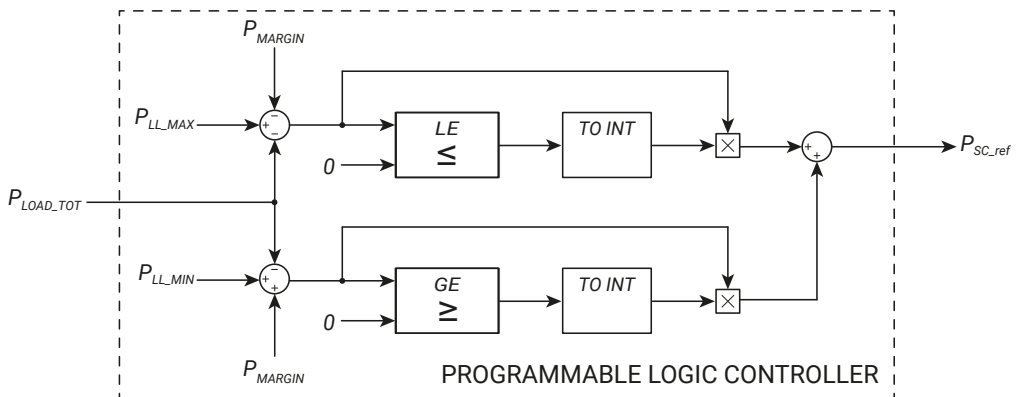 P_MARGIN
P_LL_MAX
+
−
−
LE
≤
0
TO INT
×
+
+
P_SC_ref
P_LOAD_TOT
P_LL_MIN
+
−
+
GE
≥
0
TO INT
×
P_MARGIN
PROGRAMMABLE LOGIC CONTROLLER